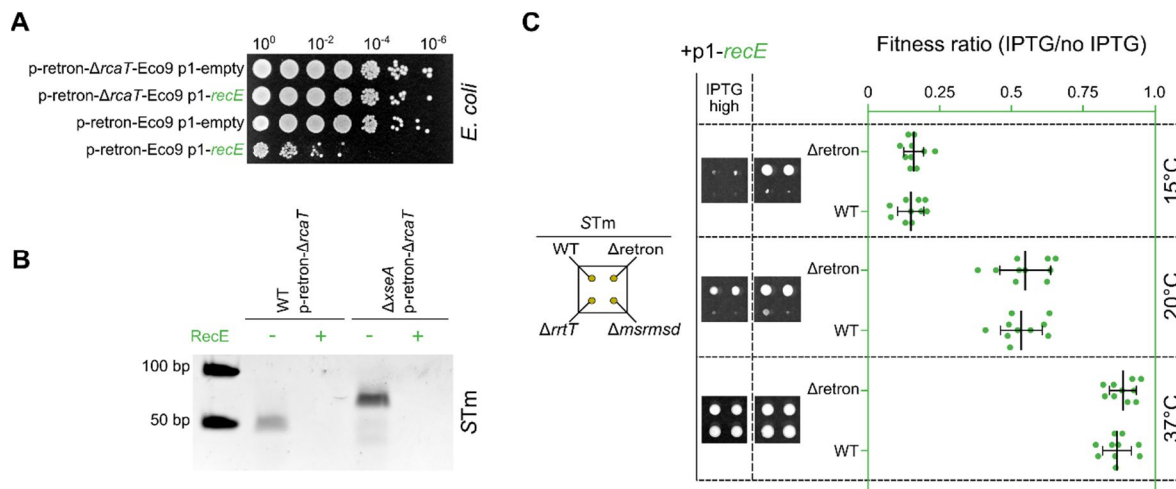 A
10⁰ 10⁻² 10⁻⁴ 10⁻⁶
p-retron-ΔrcaT-Eco9 p1-empty
p-retron-ΔrcaT-Eco9 p1-recE
p-retron-Eco9 p1-empty
p-retron-Eco9 p1-recE
E. coli
B
WT
p-retron-ΔrcaT
ΔxseA
p-retron-ΔrcaT
RecE - + - +
100 bp
50 bp
STm
C
+p1-recE
IPTG
high
Fitness ratio (IPTG/no IPTG)
0 0.25 0.5 0.75 1.0
STm
WT Δretron
ΔrrtT Δmsrmsd
Δretron
WT
15°C
Δretron
WT
20°C
Δretron
WT
37°C